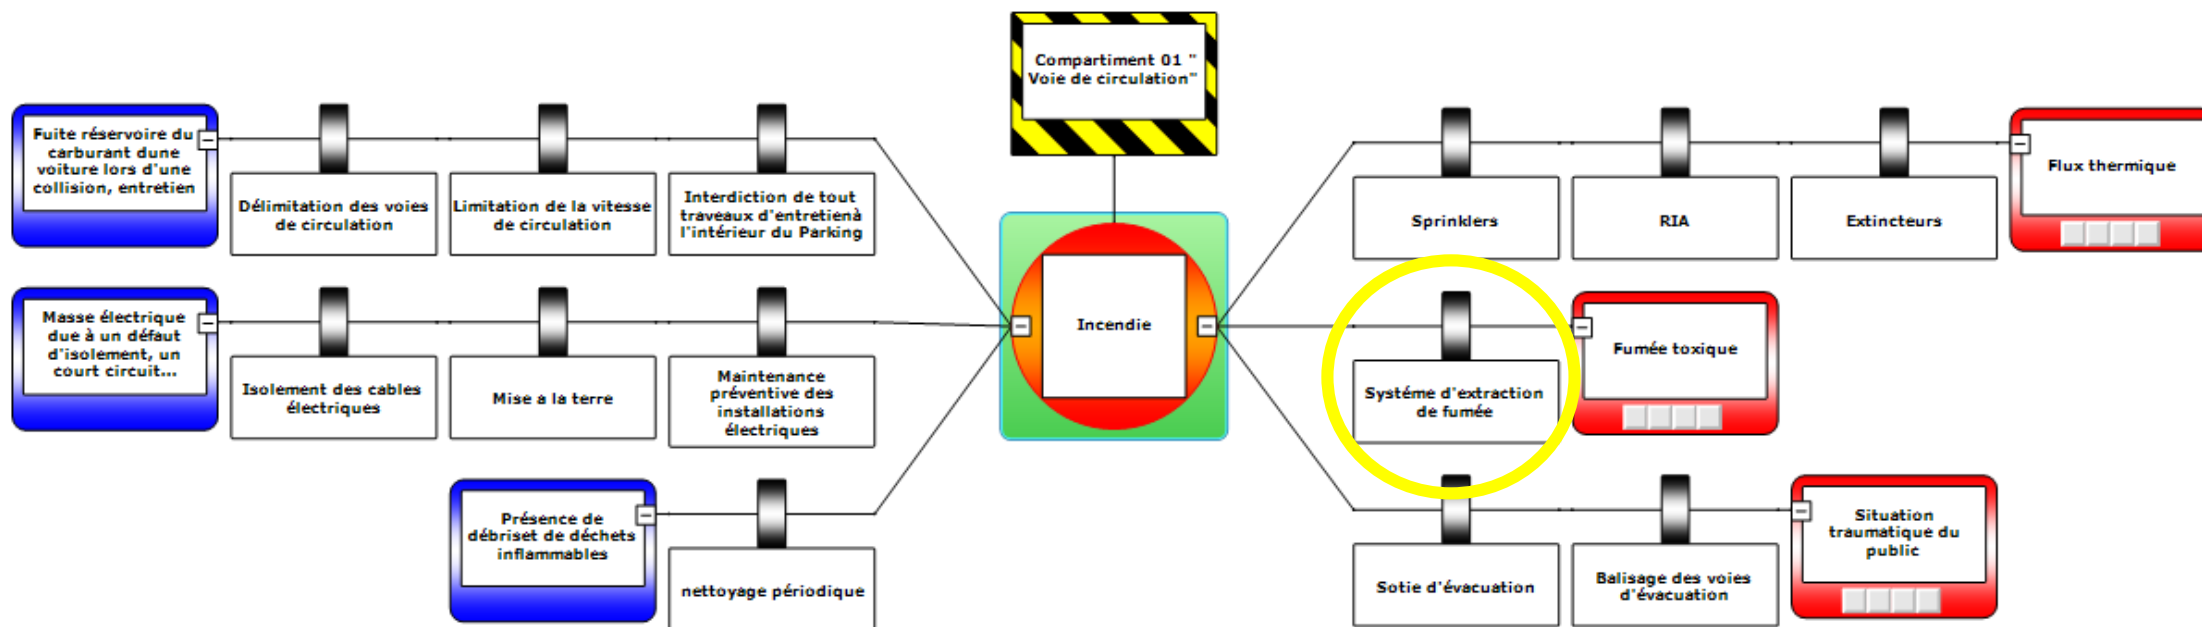 Compartiment 01 "
Voie de circulation"
Fuite réservoire du
carburant dune
voiture lors d'une
collision, entretien
Délimitation des voies
de circulation
Limitation de la vitesse
de circulation
Interdiction de tout
traveaux d'entretienà
l'intérieur du Parking
Sprinklers
RIA
Extincteurs
Flux thermique
Masse électrique
due à un défaut
d'isolement, un
court circuit...
Isolement des cables
électriques
Mise a la terre
Maintenance
préventive des
installations
électriques
Incendie
Systéme d'extraction
de fumée
Fumée toxique
Présence de
débriset de déchets
inflammables
nettoyage périodique
Sotie d'évacuation
Balisage des voies
d'évacuation
Situation
traumatique du
public